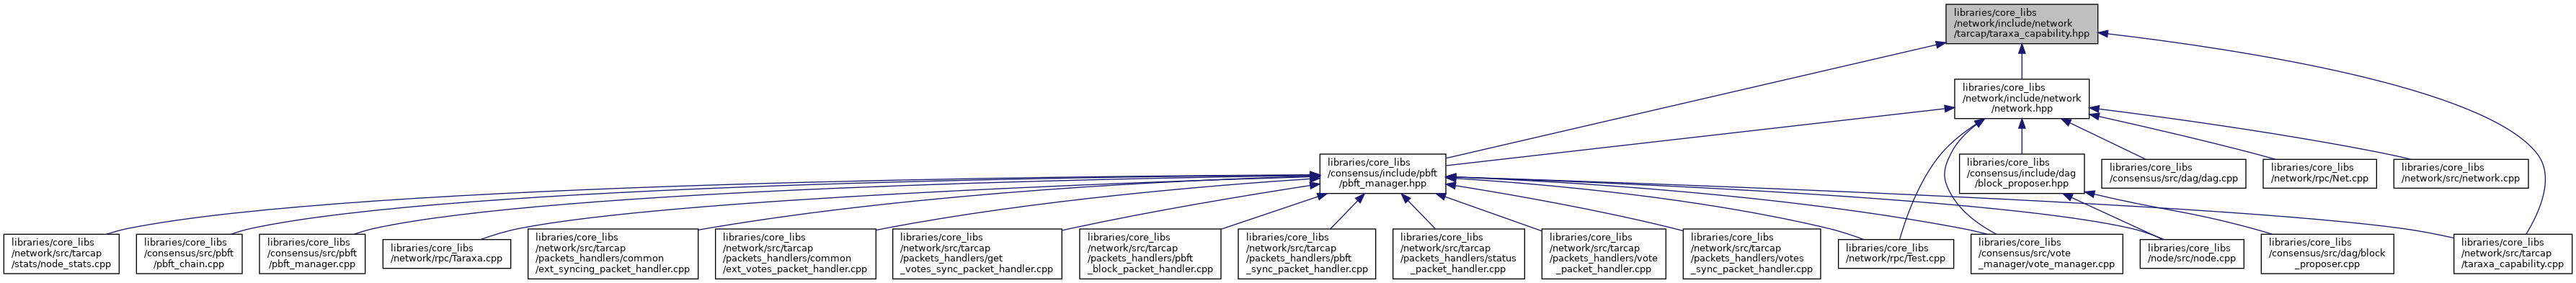 libraries/core_libs
/network/include/network
/tarcap/taraxa_capability.hpp
libraries/core_libs
/network/include/network
/network.hpp
libraries/core_libs
/consensus/include/pbft
/pbft_manager.hpp
libraries/core_libs
/consensus/include/dag
/block_proposer.hpp
libraries/core_libs
/consensus/src/dag/dag.cpp
libraries/core_libs
/network/rpc/Net.cpp
libraries/core_libs
/network/src/network.cpp
libraries/core_libs
/network/src/tarcap
/stats/node_stats.cpp
libraries/core_libs
/consensus/src/pbft
/pbft_chain.cpp
libraries/core_libs
/consensus/src/pbft
/pbft_manager.cpp
libraries/core_libs
/network/rpc/Taraxa.cpp
libraries/core_libs
/network/src/tarcap
/packets_handlers/common
/ext_syncing_packet_handler.cpp
libraries/core_libs
/network/src/tarcap
/packets_handlers/common
/ext_votes_packet_handler.cpp
libraries/core_libs
/network/src/tarcap
/packets_handlers/get
_votes_sync_packet_handler.cpp
libraries/core_libs
/network/src/tarcap
/packets_handlers/pbft
_block_packet_handler.cpp
libraries/core_libs
/network/src/tarcap
/packets_handlers/pbft
_sync_packet_handler.cpp
libraries/core_libs
/network/src/tarcap
/packets_handlers/status
_packet_handler.cpp
libraries/core_libs
/network/src/tarcap
/packets_handlers/vote
_packet_handler.cpp
libraries/core_libs
/network/src/tarcap
/packets_handlers/votes
_sync_packet_handler.cpp
libraries/core_libs
/network/rpc/Test.cpp
libraries/core_libs
/consensus/src/vote
_manager/vote_manager.cpp
libraries/core_libs
/node/src/node.cpp
libraries/core_libs
/consensus/src/dag/block
_proposer.cpp
libraries/core_libs
/network/src/tarcap
/taraxa_capability.cpp